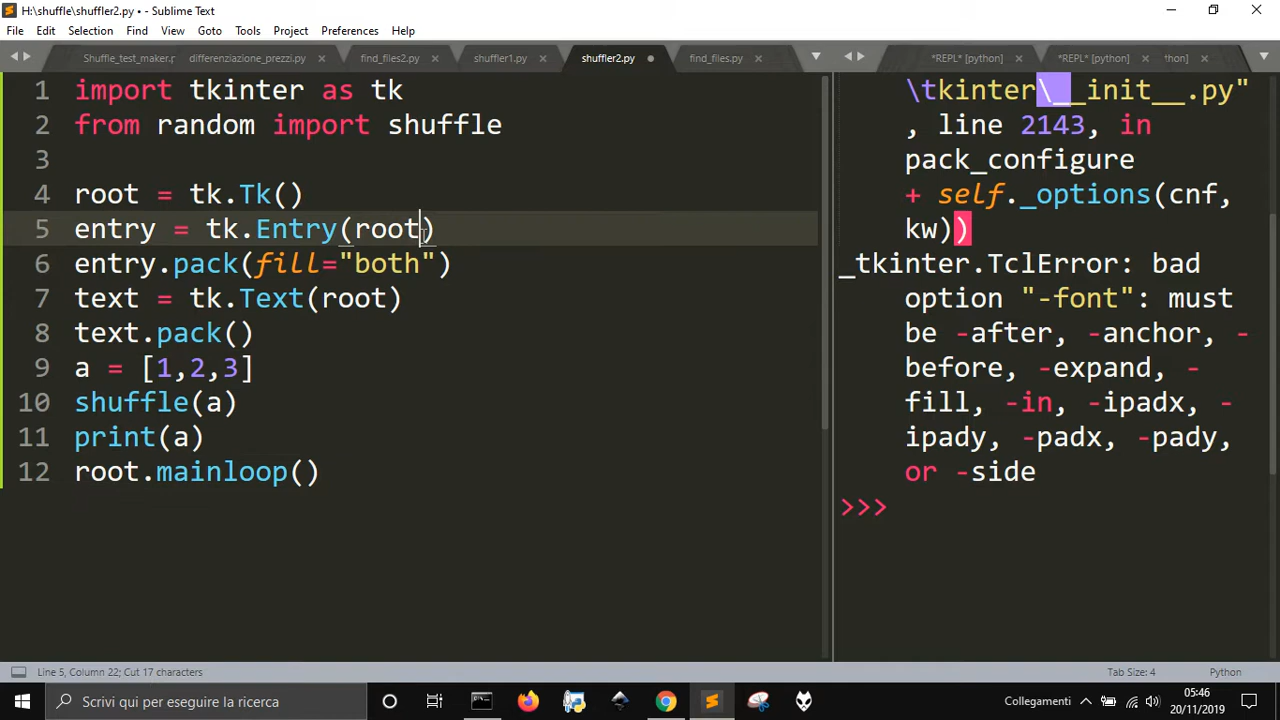 H:\shuffle\shuffler2.py • - Sublime Text
File Edit Selection Find View Goto Tools Project Preferences Help
Shuffle_test_maker.py differenziazione_prezzi.py find_files2.py shuffler1.py shuffler2.py find_files.py
*REPL* [python] *REPL* [python] [python]
1 import tkinter as tk
2 from random import shuffle
3
4 root = tk.Tk()
5 entry = tk.Entry(root)
6 entry.pack(fill="both")
7 text = tk.Text(root)
8 text.pack()
9 a = [1,2,3]
10 shuffle(a)
11 print(a)
12 root.mainloop()
\tkinter\__init__.py"
, line 2143, in
pack_configure
+ self._options(cnf,
kw))
_tkinter.TclError: bad
option "-font": must
be -after, -anchor, -
before, -expand, -
fill, -in, -ipadx, -
ipady, -padx, -pady,
or -side
>>>
Line 5, Column 22; Cut 17 characters
Tab Size: 4 Python
Scrivi qui per eseguire la ricerca
Collegamenti
05:46
20/11/2019